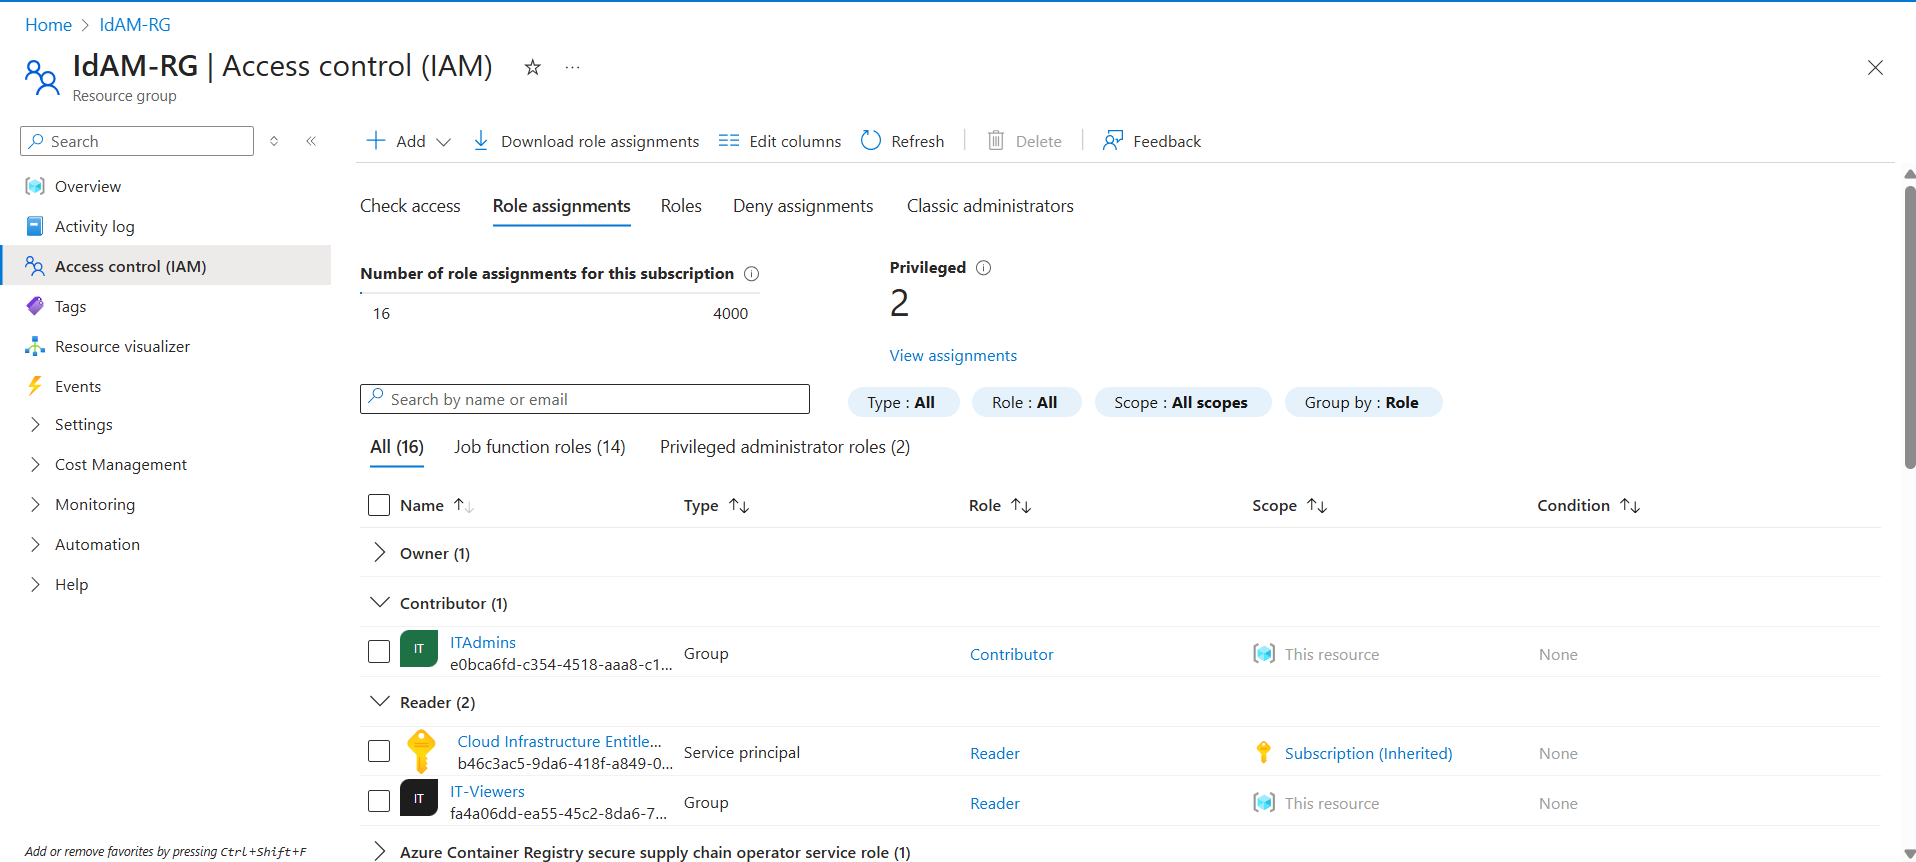 Home > IdAM-RG
IdAM-RG | Access control (IAM)
Resource group
Search
Add
Download role assignments
Edit columns
Refresh
Delete
Feedback
Overview
Activity log
Access control (IAM)
Tags
Resource visualizer
Events
Settings
Cost Management
Monitoring
Automation
Help
Add or remove favorites by pressing Ctrl+Shift+F
Check access Role assignments Roles Deny assignments Classic administrators
Number of role assignments for this subscription
16 4000
Privileged
2
View assignments
Search by name or email
Type : All
Role : All
Scope : All scopes
Group by : Role
All (16) Job function roles (14) Privileged administrator roles (2)
Name Type Role Scope Condition
Owner (1)
Contributor (1)
IT ITAdmins
e0bca6fd-c354-4518-aaa8-c1...
Group Contributor This resource None
Reader (2)
Cloud Infrastructure Entitle...
b46c3ac5-9da6-418f-a849-0...
Service principal Reader Subscription (Inherited) None
IT IT-Viewers
fa4a06dd-ea55-45c2-8da6-7...
Group Reader This resource None
Azure Container Registry secure supply chain operator service role (1)